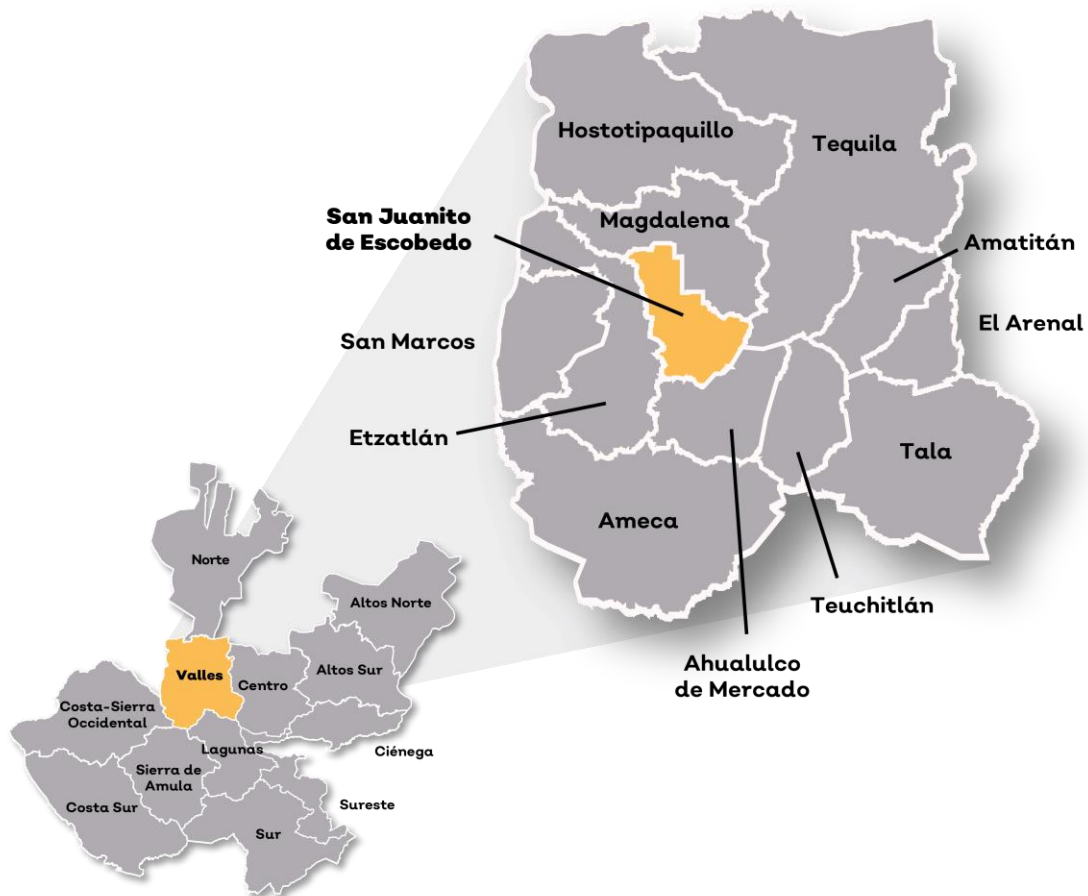 Hostotipaquillo
Tequila
San Juanito
de Escobedo
Magdalena
Amatitán
El Arenal
San Marcos
Etzatlán
Tala
Ameca
Teuchitlán
Ahualulco
de Mercado
Norte
Altos Norte
Valles
Centro
Altos Sur
Costa-Sierra
Occidental
Lagunas
Ciénega
Sierra de
Amula
Costa Sur
Sureste
Sur